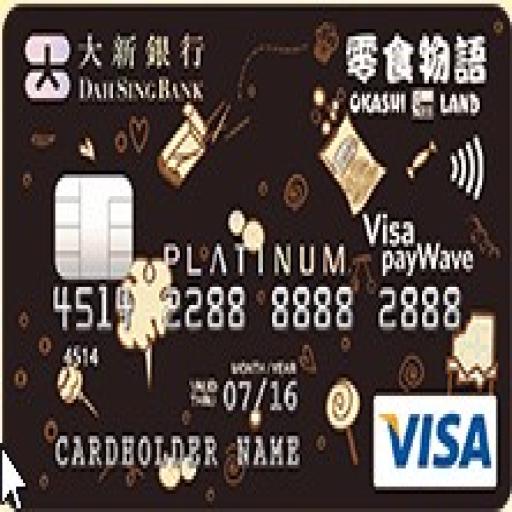 大新銀行
DAH SING BANK
零食物語
OKASHI LAND
Visa
payWave
PLATINUM
4514 2288 8888 2888
4514
MONTH/YEAR
VALID
THRU
07/16
CARDHOLDER NAME
VISA